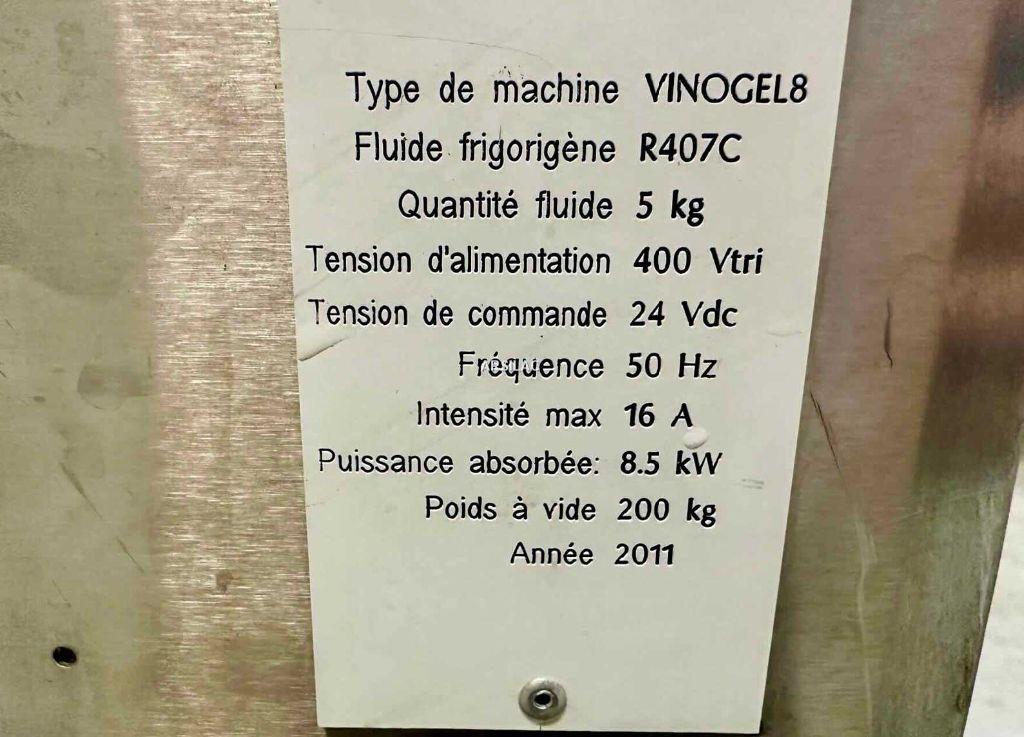 Type de machine VINOGEL8
Fluide frigorigène R407C
Quantité fluide 5 kg
Tension d'alimentation 400 Vtri
Tension de commande 24 Vdc
Fréquence 50 Hz
Intensité max 16 A
Puissance absorbée: 8.5 kW
Poids à vide 200 kg
Année 2011